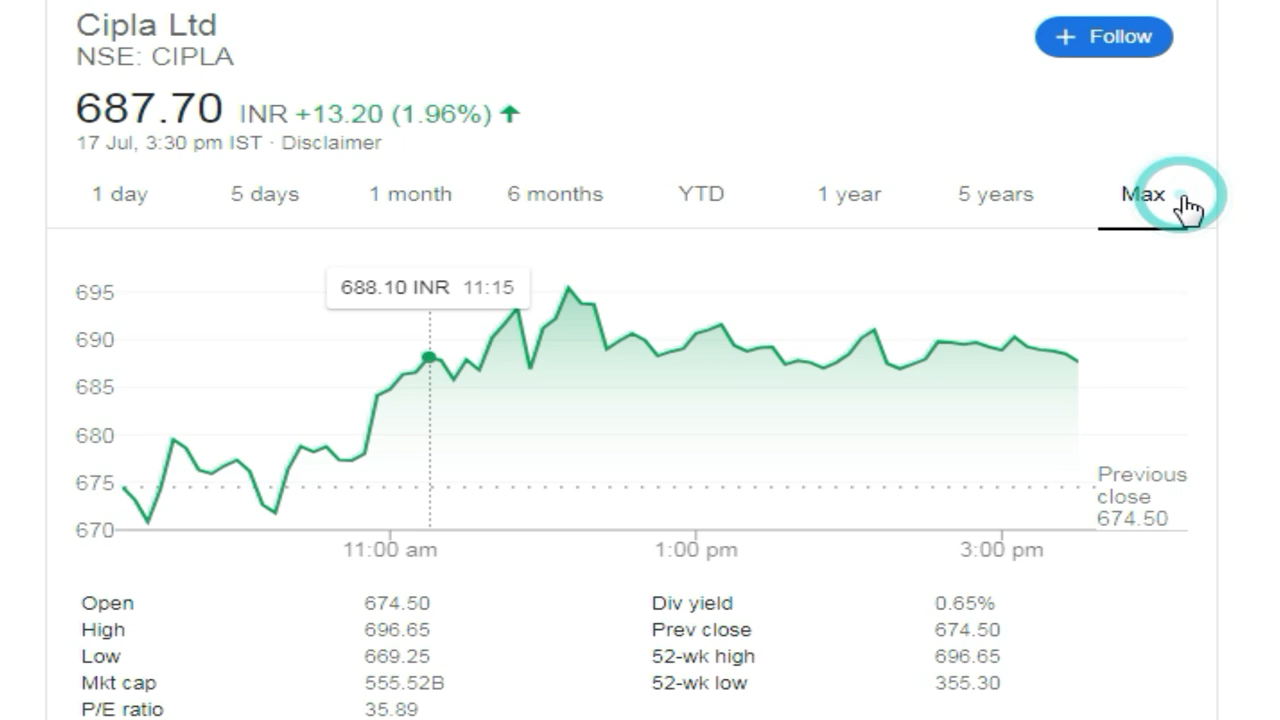 Cipla Ltd
NSE: CIPLA
+ Follow
687.70 INR +13.20 (1.96%)
17 Jul, 3:30 pm IST · Disclaimer
1 day 5 days 1 month 6 months YTD 1 year 5 years Max
688.10 INR 11:15
695
690
685
680
675
670
Previous
close
674.50
11:00 am 1:00 pm 3:00 pm
Open 674.50 Div yield 0.65%
High 696.65 Prev close 674.50
Low 669.25 52-wk high 696.65
Mkt cap 555.52B 52-wk low 355.30
P/E ratio 35.89